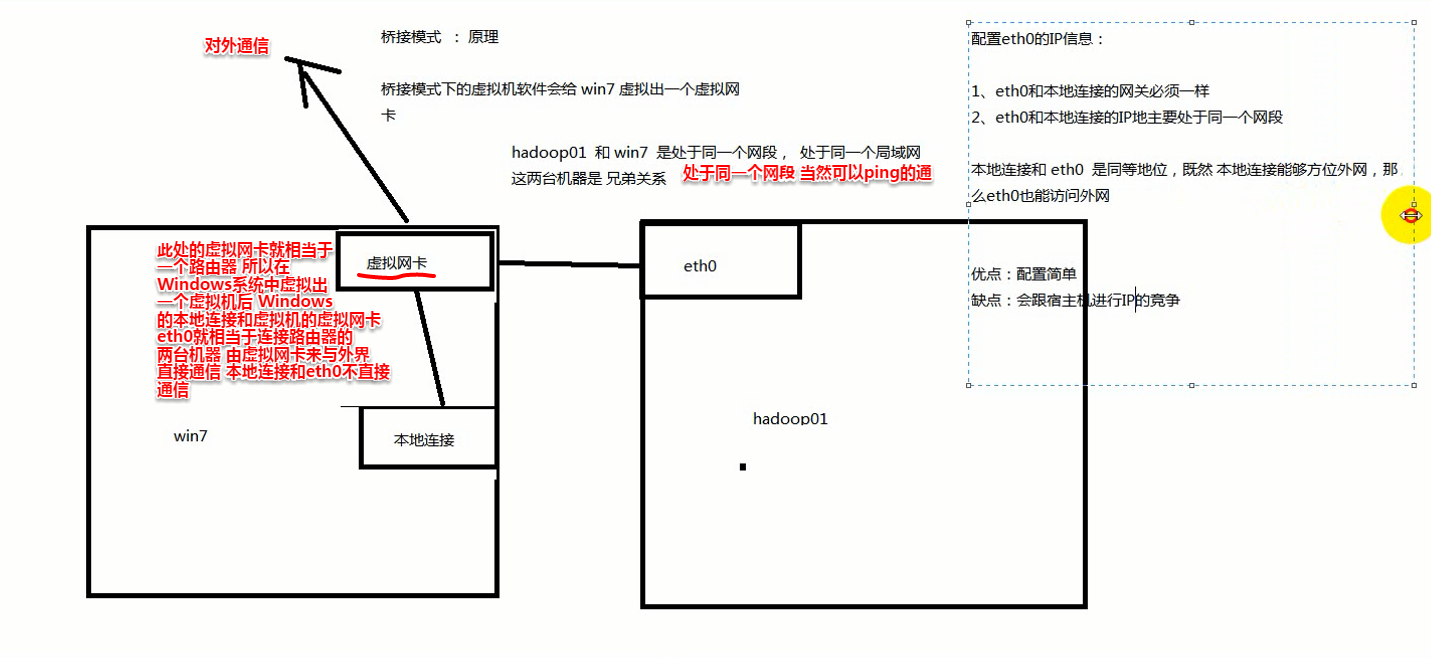 对外通信
桥接模式 ：原理
桥接模式下的虚拟机软件会给 win7 虚拟出一个虚拟网
卡
hadoop01 和 win7 是处于同一个网段， 处于同一个局域网
这两台机器是 兄弟关系
处于同一个网段 当然可以ping的通
配置eth0的IP信息：
1、eth0和本地连接的网关必须一样
2、eth0和本地连接的IP地主要处于同一个网段
本地连接和 eth0 是同等地位，既然 本地连接能够方位外网，那
么eth0也能访问外网
优点：配置简单
缺点：会跟宿主机进行IP的竞争
此处的虚拟网卡就相当于
一个路由器 所以在
Windows系统中虚拟出
一个虚拟机后 Windows
的本地连接和虚拟机的虚拟网卡
eth0就相当于连接路由器的
两台机器 由虚拟网卡来与外界
直接通信 本地连接和eth0不直接
通信
虚拟网卡
eth0
win7
本地连接
hadoop01